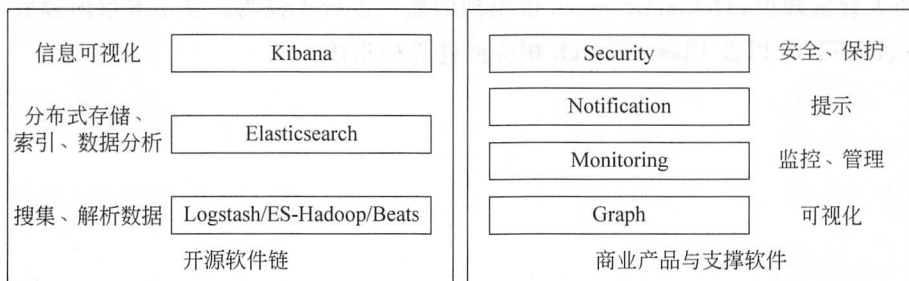 信息可视化 Kibana
分布式存储、
索引、数据分析 Elasticsearch
搜集、解析数据 Logstash/ES-Hadoop/Beats
开源软件链
Security 安全、保护
Notification 提示
Monitoring 监控、管理
Graph 可视化
商业产品与支撑软件